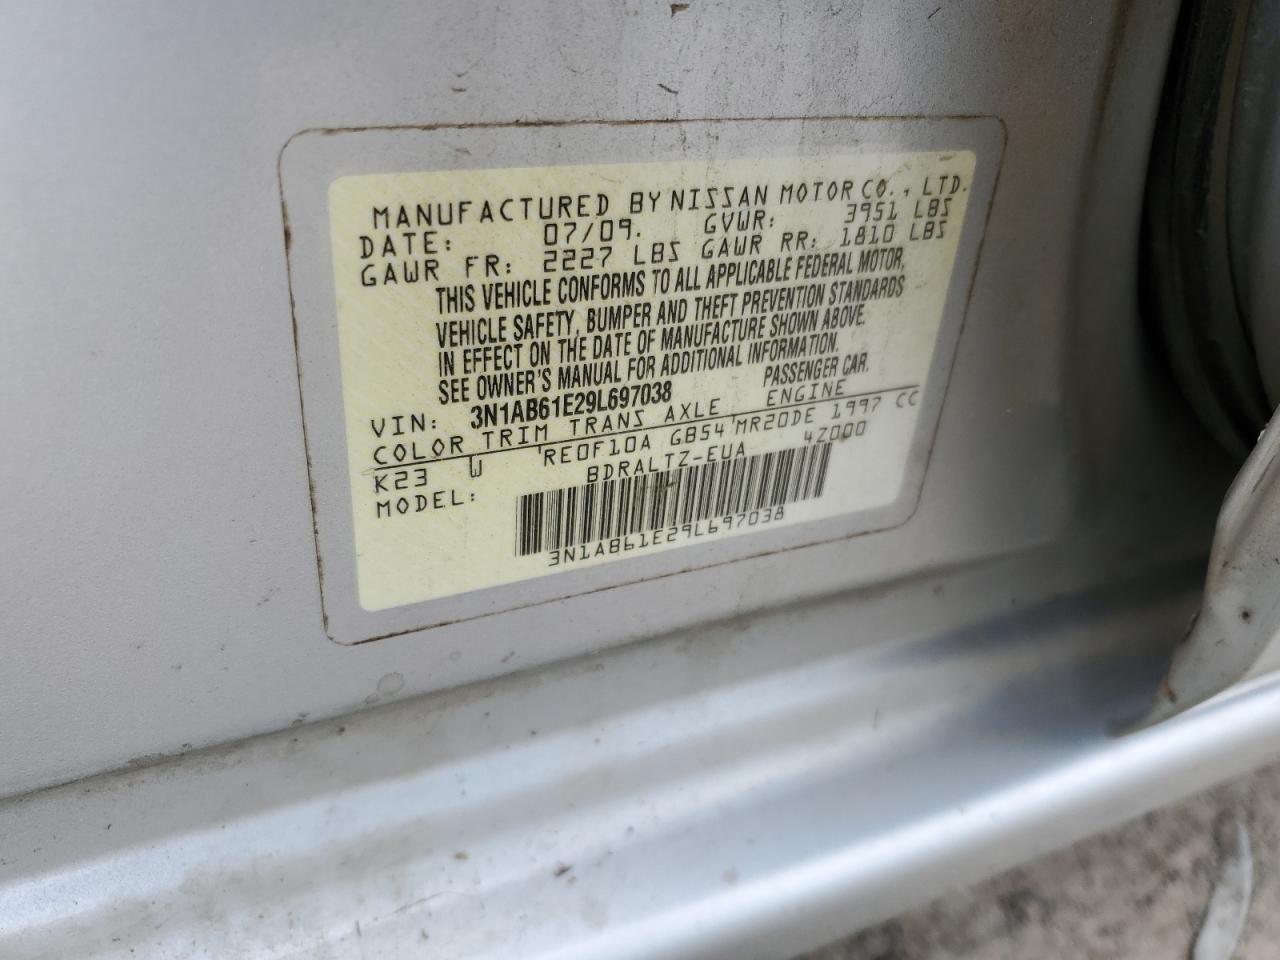 MANUFACTURED BY NISSAN MOTOR CO., LTD.
DATE: 07/09. GVWR: 3951 LBS
GAWR FR: 2227 LBS GAWR RR: 1810 LBS
THIS VEHICLE CONFORMS TO ALL APPLICABLE FEDERAL MOTOR,
VEHICLE SAFETY, BUMPER AND THEFT PREVENTION STANDARDS
IN EFFECT ON THE DATE OF MANUFACTURE SHOWN ABOVE.
SEE OWNER'S MANUAL FOR ADDITIONAL INFORMATION.
VIN: 3N1AB61E29L697038 PASSENGER CAR.
COLOR TRIM TRANS AXLE ENGINE
K23 W RE0F10A GB54 MR20DE 1997 CC
MODEL: BDRALTZ-EUA 4Z000
3N1AB61E29L697038